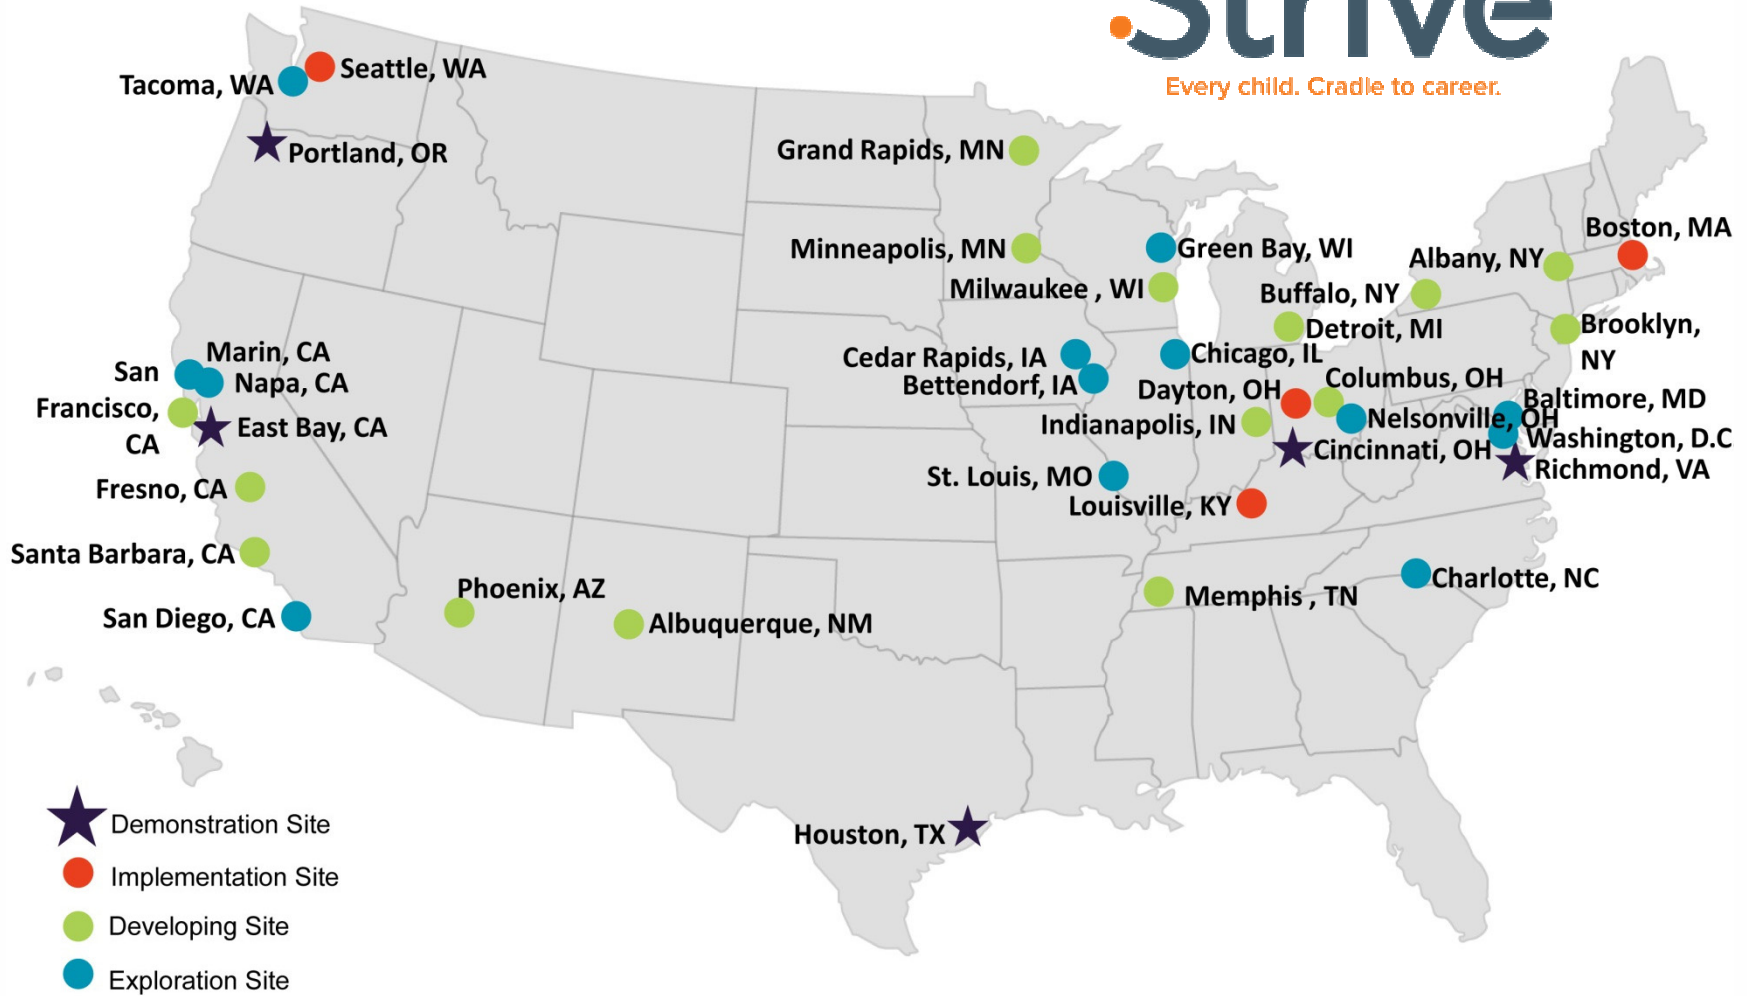 Strive
Every child. Cradle to career.
Seattle, WA
Tacoma, WA
Portland, OR
Grand Rapids, MN
Minneapolis, MN
Green Bay, WI
Milwaukee , WI
Boston, MA
Albany, NY
Buffalo, NY
Detroit, MI
Brooklyn,
NY
Marin, CA
Napa, CA
San
Francisco,
CA
East Bay, CA
Cedar Rapids, IA
Bettendorf, IA
Chicago, IL
Dayton, OH
Columbus, OH
Indianapolis, IN
Nelsonville, OH
Baltimore, MD
Washington, D.C
Cincinnati, OH
Richmond, VA
St. Louis, MO
Louisville, KY
Fresno, CA
Santa Barbara, CA
San Diego, CA
Phoenix, AZ
Albuquerque, NM
Memphis , TN
Charlotte, NC
Houston, TX
Demonstration Site
Implementation Site
Developing Site
Exploration Site